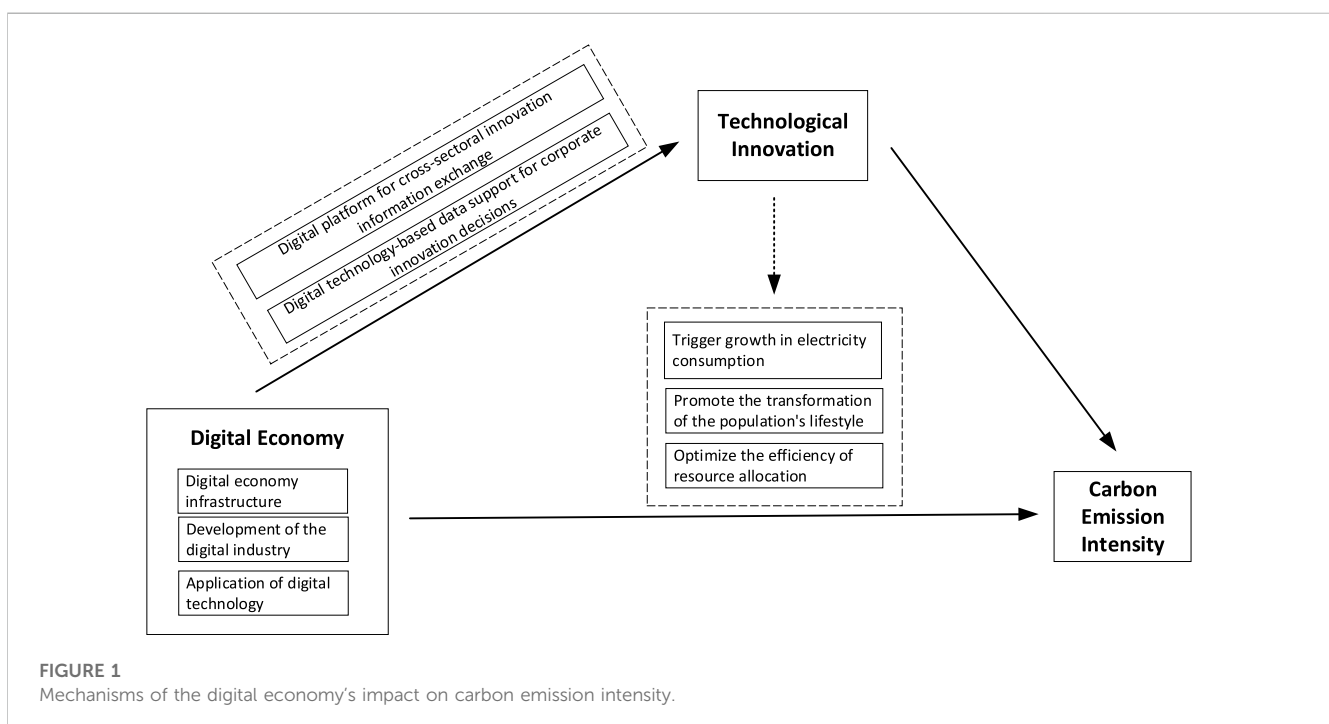 Digital platform for cross-sectoral innovation
information exchange
Digital technology-based data support for corporate
innovation decisions
Technological
Innovation
Trigger growth in electricity
consumption
Promote the transformation
of the population's lifestyle
Optimize the efficiency of
resource allocation
Digital Economy
Digital economy
infrastructure
Development of the
digital industry
Application of digital
technology
Carbon
Emission
Intensity
FIGURE 1
Mechanisms of the digital economy’s impact on carbon emission intensity.